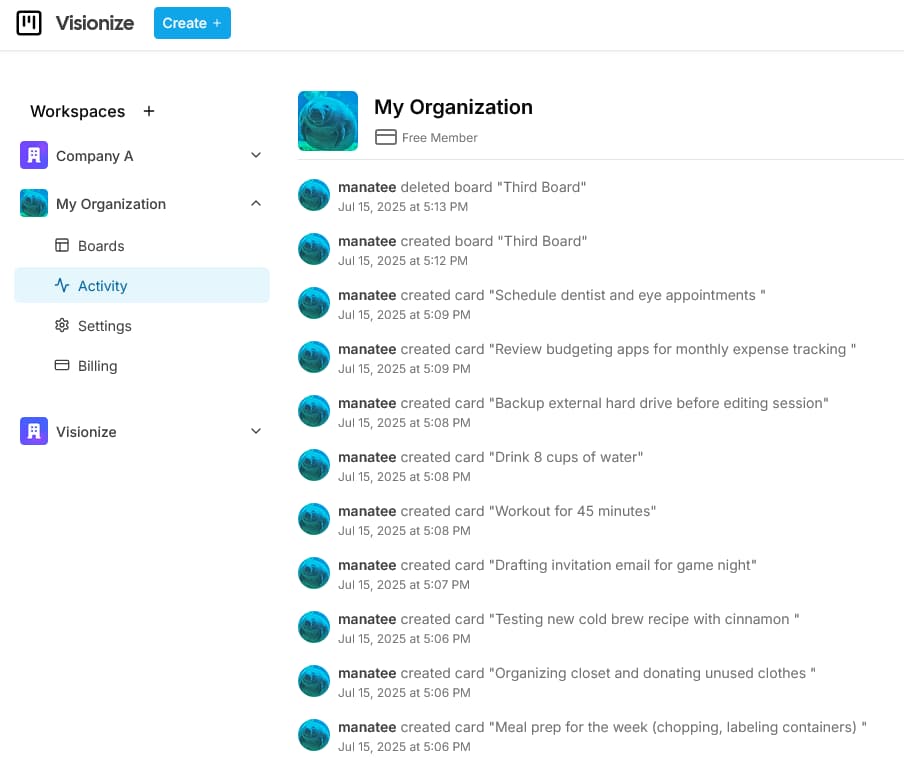 Visionize
Create +
Workspaces +
Company A
My Organization
Boards
Activity
Settings
Billing
Visionize
My Organization
Free Member
manatee deleted board "Third Board"
Jul 15, 2025 at 5:13 PM
manatee created board "Third Board"
Jul 15, 2025 at 5:12 PM
manatee created card "Schedule dentist and eye appointments "
Jul 15, 2025 at 5:09 PM
manatee created card "Review budgeting apps for monthly expense tracking "
Jul 15, 2025 at 5:09 PM
manatee created card "Backup external hard drive before editing session"
Jul 15, 2025 at 5:08 PM
manatee created card "Drink 8 cups of water"
Jul 15, 2025 at 5:08 PM
manatee created card "Workout for 45 minutes"
Jul 15, 2025 at 5:08 PM
manatee created card "Drafting invitation email for game night"
Jul 15, 2025 at 5:07 PM
manatee created card "Testing new cold brew recipe with cinnamon "
Jul 15, 2025 at 5:06 PM
manatee created card "Organizing closet and donating unused clothes "
Jul 15, 2025 at 5:06 PM
manatee created card "Meal prep for the week (chopping, labeling containers) "
Jul 15, 2025 at 5:06 PM